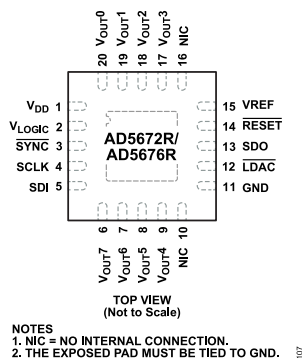 20 VOUT0
19 VOUT1
18 VOUT2
17 VOUT3
16 NIC
VDD 1
VLOGIC 2
SYNC 3
SCLK 4
SDI 5
AD5672R/
AD5676R
15 VREF
14 RESET
13 SDO
12 LDAC
11 GND
VOUT7 6
VOUT6 7
VOUT5 8
VOUT4 9
NIC 10
TOP VIEW
(Not to Scale)
NOTES
1. NIC = NO INTERNAL CONNECTION.
2. THE EXPOSED PAD MUST BE TIED TO GND.
107